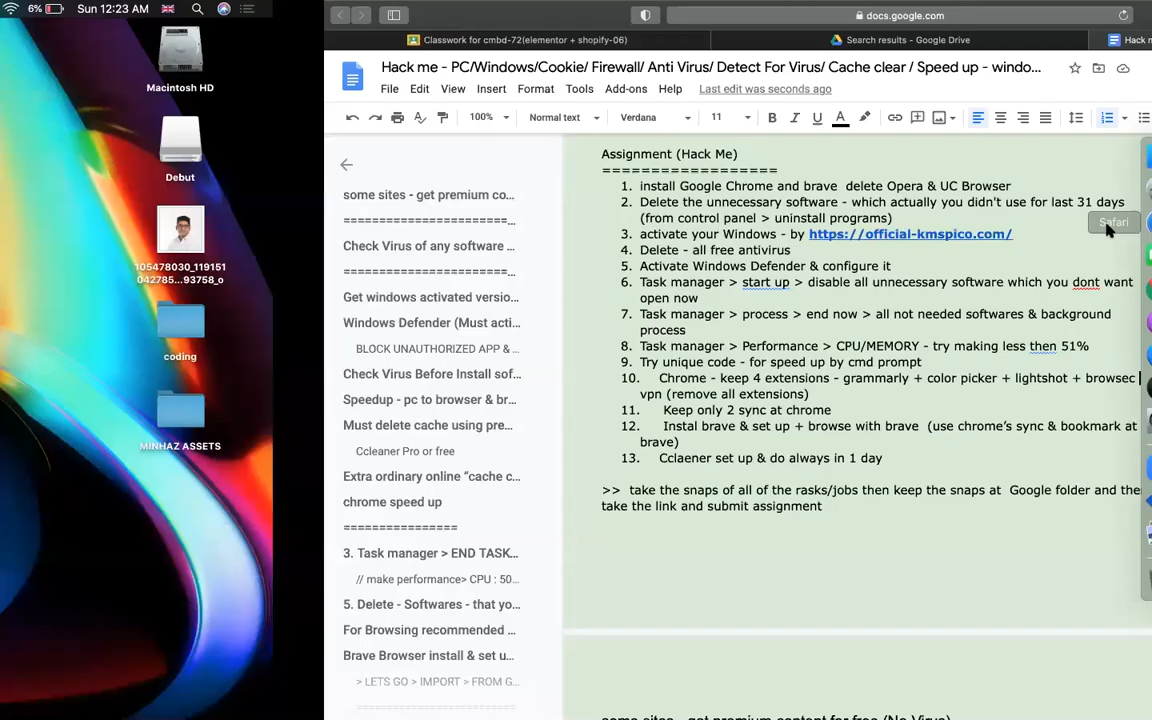 6% Sun 12:23 AM
Macintosh HD
Debut
105478030_119151
042785...93758_o
coding
MINHAZ ASSETS
docs.google.com
Classwork for cmbd-72(elementor + shopify-06)
Search results - Google Drive
Hack m
Hack me - PC/Windows/Cookie/ Firewall/ Anti Virus/ Detect For Virus/ Cache clear / Speed up - windo...
File Edit View Insert Format Tools Add-ons Help Last edit was seconds ago
100% Normal text Verdana 11 B I U A
some sites - get premium co...
========================...
Check Virus of any software ...
========================...
Get windows activated versio...
Windows Defender (Must acti...
BLOCK UNAUTHORIZED APP & ...
Check Virus Before Install sof...
Speedup - pc to browser & br...
Must delete cache using pre...
Ccleaner Pro or free
Extra ordinary online “cache c...
chrome speed up
================
3. Task manager > END TASK...
// make performance> CPU : 50...
5. Delete - Softwares - that yo...
For Browsing recommended ...
Brave Browser install & set u...
> LETS GO > IMPORT > FROM G...
Assignment (Hack Me)
==================
1. install Google Chrome and brave  delete Opera & UC Browser
2. Delete the unnecessary software - which actually you didn't use for last 31 days
(from control panel > uninstall programs)
3. activate your Windows - by https://official-kmspico.com/
4. Delete - all free antivirus
5. Activate Windows Defender & configure it
6. Task manager > start up > disable all unnecessary software which you dont want
open now
7. Task manager > process > end now > all not needed softwares & background
process
8. Task manager > Performance > CPU/MEMORY - try making less then 51%
9. Try unique code - for speed up by cmd prompt
10. Chrome - keep 4 extensions - grammarly + color picker + lightshot + browsec
vpn (remove all extensions)
11. Keep only 2 sync at chrome
12. Instal brave & set up + browse with brave  (use chrome’s sync & bookmark at
brave)
13. Cclaener set up & do always in 1 day
>>  take the snaps of all of the rasks/jobs then keep the snaps at  Google folder and the
take the link and submit assignment
Safari
some sites - get premium content for free (No Virus)